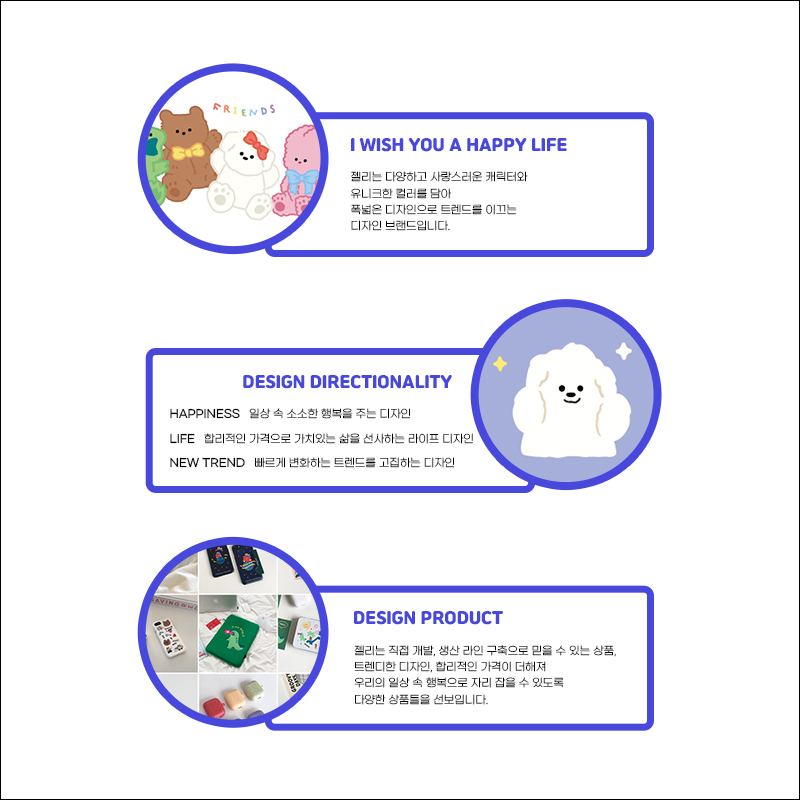 FRIENDS
I WISH YOU A HAPPY LIFE
젤리는 다양하고 사랑스러운 캐릭터와
유니크한 컬러를 담아
폭넓은 디자인으로 트렌드를 이끄는
디자인 브랜드입니다.
DESIGN DIRECTIONALITY
HAPPINESS 일상 속 소소한 행복을 주는 디자인
LIFE 합리적인 가격으로 가치있는 삶을 선사하는 라이프 디자인
NEW TREND 빠르게 변화하는 트렌드를 고집하는 디자인
DESIGN PRODUCT
젤리는 직접 개발, 생산 라인 구축으로 믿을 수 있는 상품,
트렌디한 디자인, 합리적인 가격이 더해져
우리의 일상 속 행복으로 자리 잡을 수 있도록
다양한 상품들을 선보입니다.